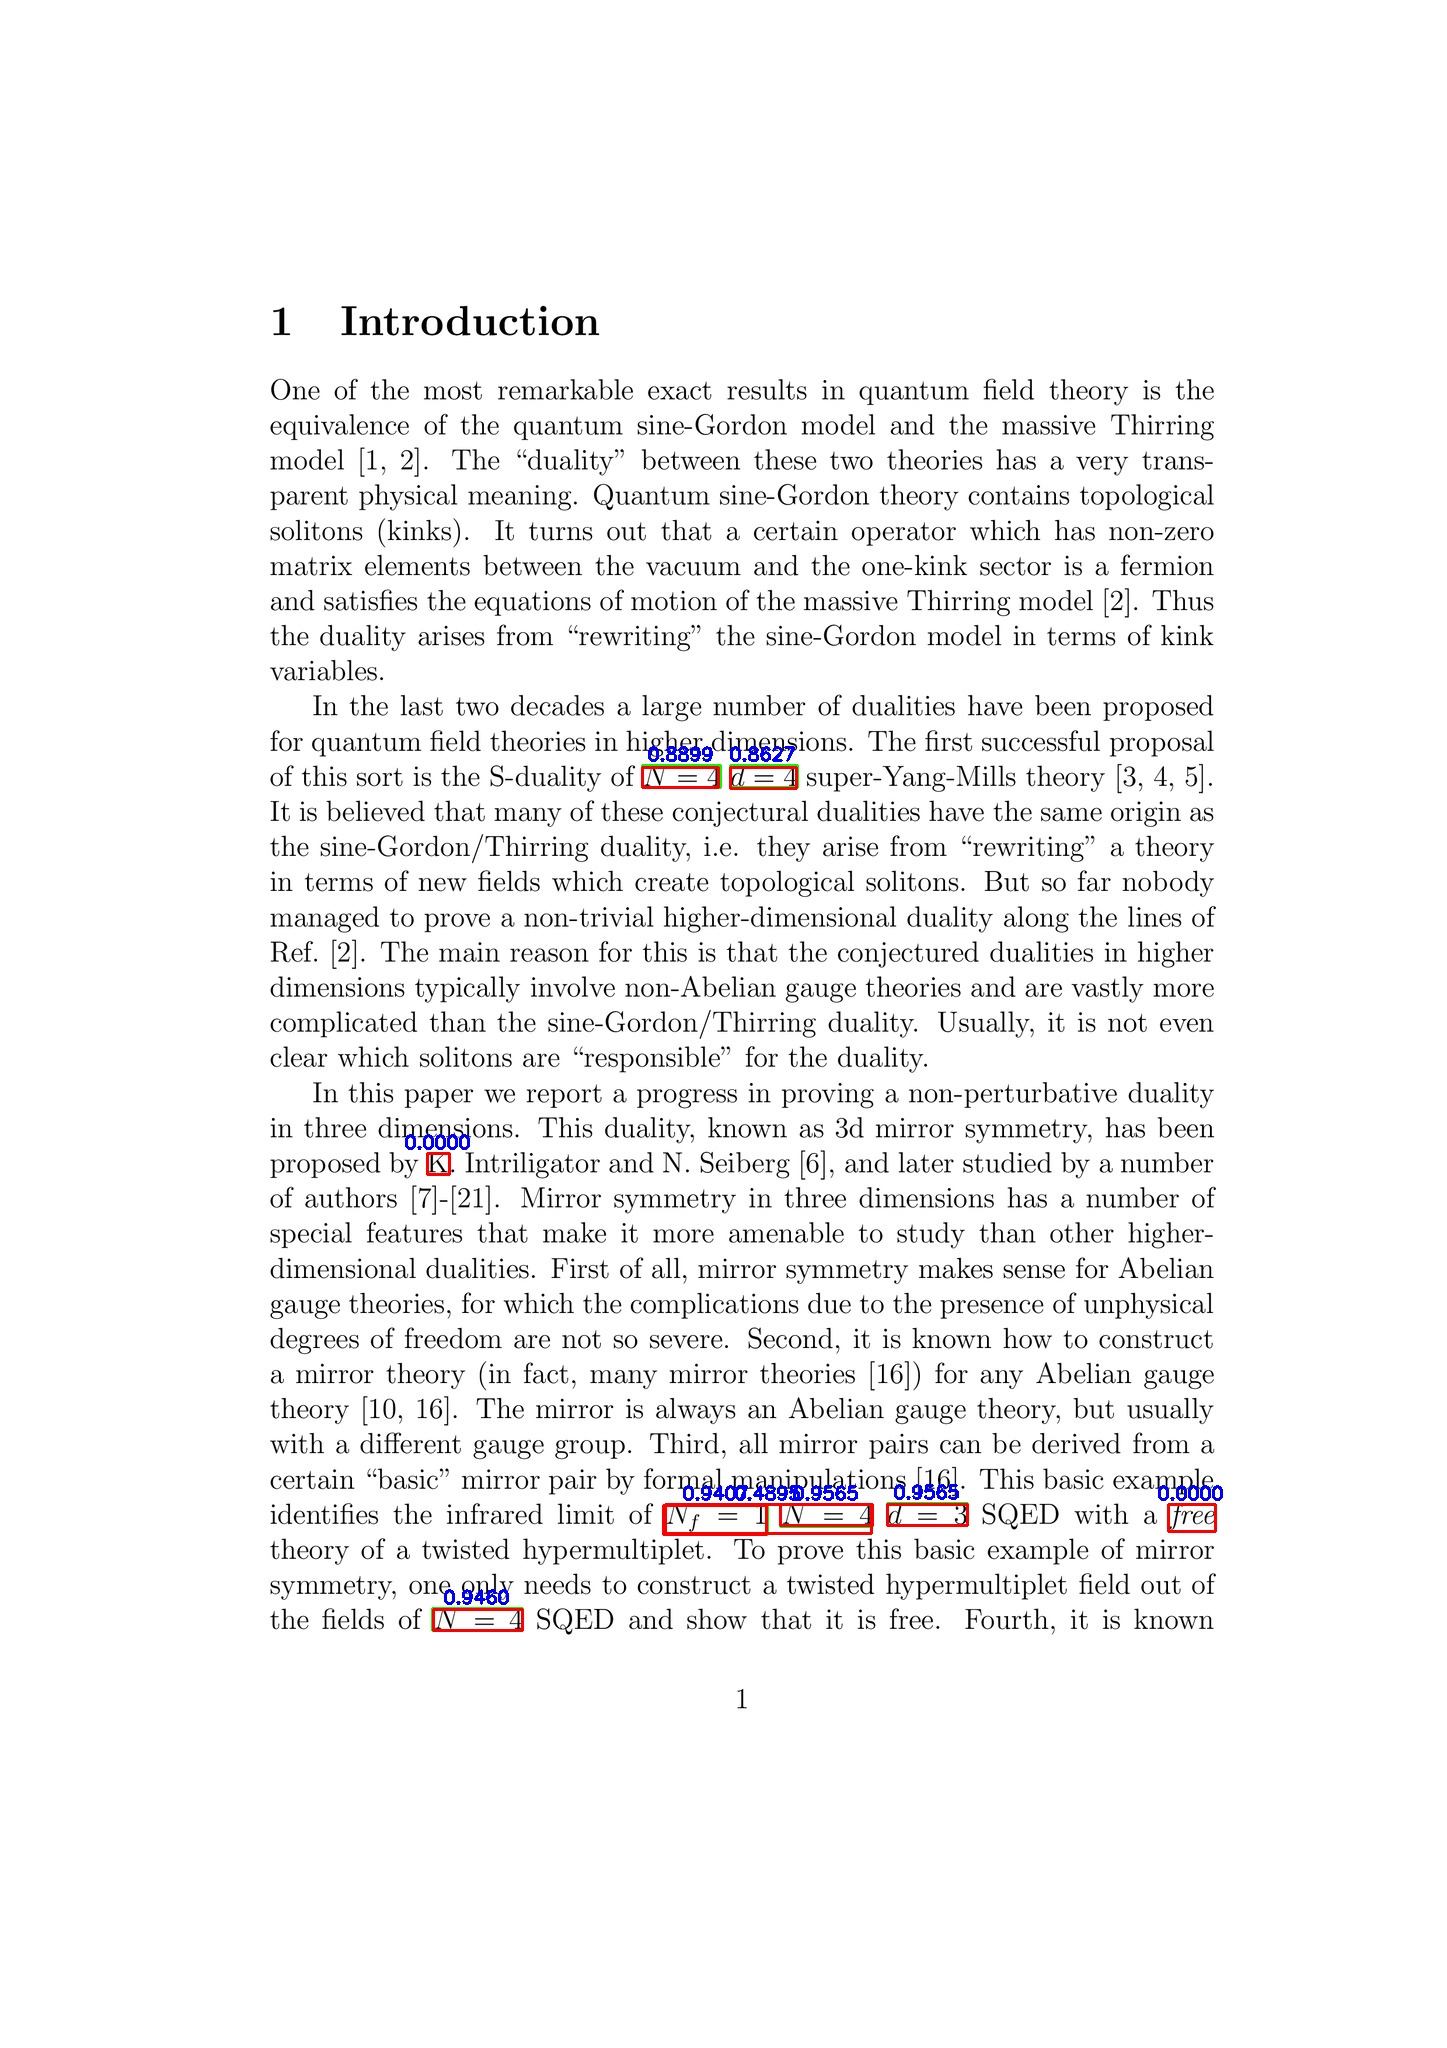 1 Introduction
One of the most remarkable exact results in quantum field theory is the
equivalence of the quantum sine-Gordon model and the massive Thirring
model [1, 2]. The “duality” between these two theories has a very trans-
parent physical meaning. Quantum sine-Gordon theory contains topological
solitons (kinks). It turns out that a certain operator which has non-zero
matrix elements between the vacuum and the one-kink sector is a fermion
and satisfies the equations of motion of the massive Thirring model [2]. Thus
the duality arises from “rewriting” the sine-Gordon model in terms of kink
variables.
In the last two decades a large number of dualities have been proposed
for quantum field theories in higher dimensions. The first successful proposal
0.8899 0.8627
of this sort is the S-duality of N = 4 d = 4 super-Yang-Mills theory [3, 4, 5].
It is believed that many of these conjectural dualities have the same origin as
the sine-Gordon/Thirring duality, i.e. they arise from “rewriting” a theory
in terms of new fields which create topological solitons. But so far nobody
managed to prove a non-trivial higher-dimensional duality along the lines of
Ref. [2]. The main reason for this is that the conjectured dualities in higher
dimensions typically involve non-Abelian gauge theories and are vastly more
complicated than the sine-Gordon/Thirring duality. Usually, it is not even
clear which solitons are “responsible” for the duality.
In this paper we report a progress in proving a non-perturbative duality
in three dimensions. This duality, known as 3d mirror symmetry, has been
0.0000
proposed by K. Intriligator and N. Seiberg [6], and later studied by a number
of authors [7]-[21]. Mirror symmetry in three dimensions has a number of
special features that make it more amenable to study than other higher-
dimensional dualities. First of all, mirror symmetry makes sense for Abelian
gauge theories, for which the complications due to the presence of unphysical
degrees of freedom are not so severe. Second, it is known how to construct
a mirror theory (in fact, many mirror theories [16]) for any Abelian gauge
theory [10, 16]. The mirror is always an Abelian gauge theory, but usually
with a different gauge group. Third, all mirror pairs can be derived from a
certain “basic” mirror pair by formal manipulations [16]. This basic example
0.9565 0.9565 0.0000
identifies the infrared limit of N_f = 1 N = 4 d = 3 SQED with a free
theory of a twisted hypermultiplet. To prove this basic example of mirror
symmetry, one only needs to construct a twisted hypermultiplet field out of
0.9460
the fields of N = 4 SQED and show that it is free. Fourth, it is known
1